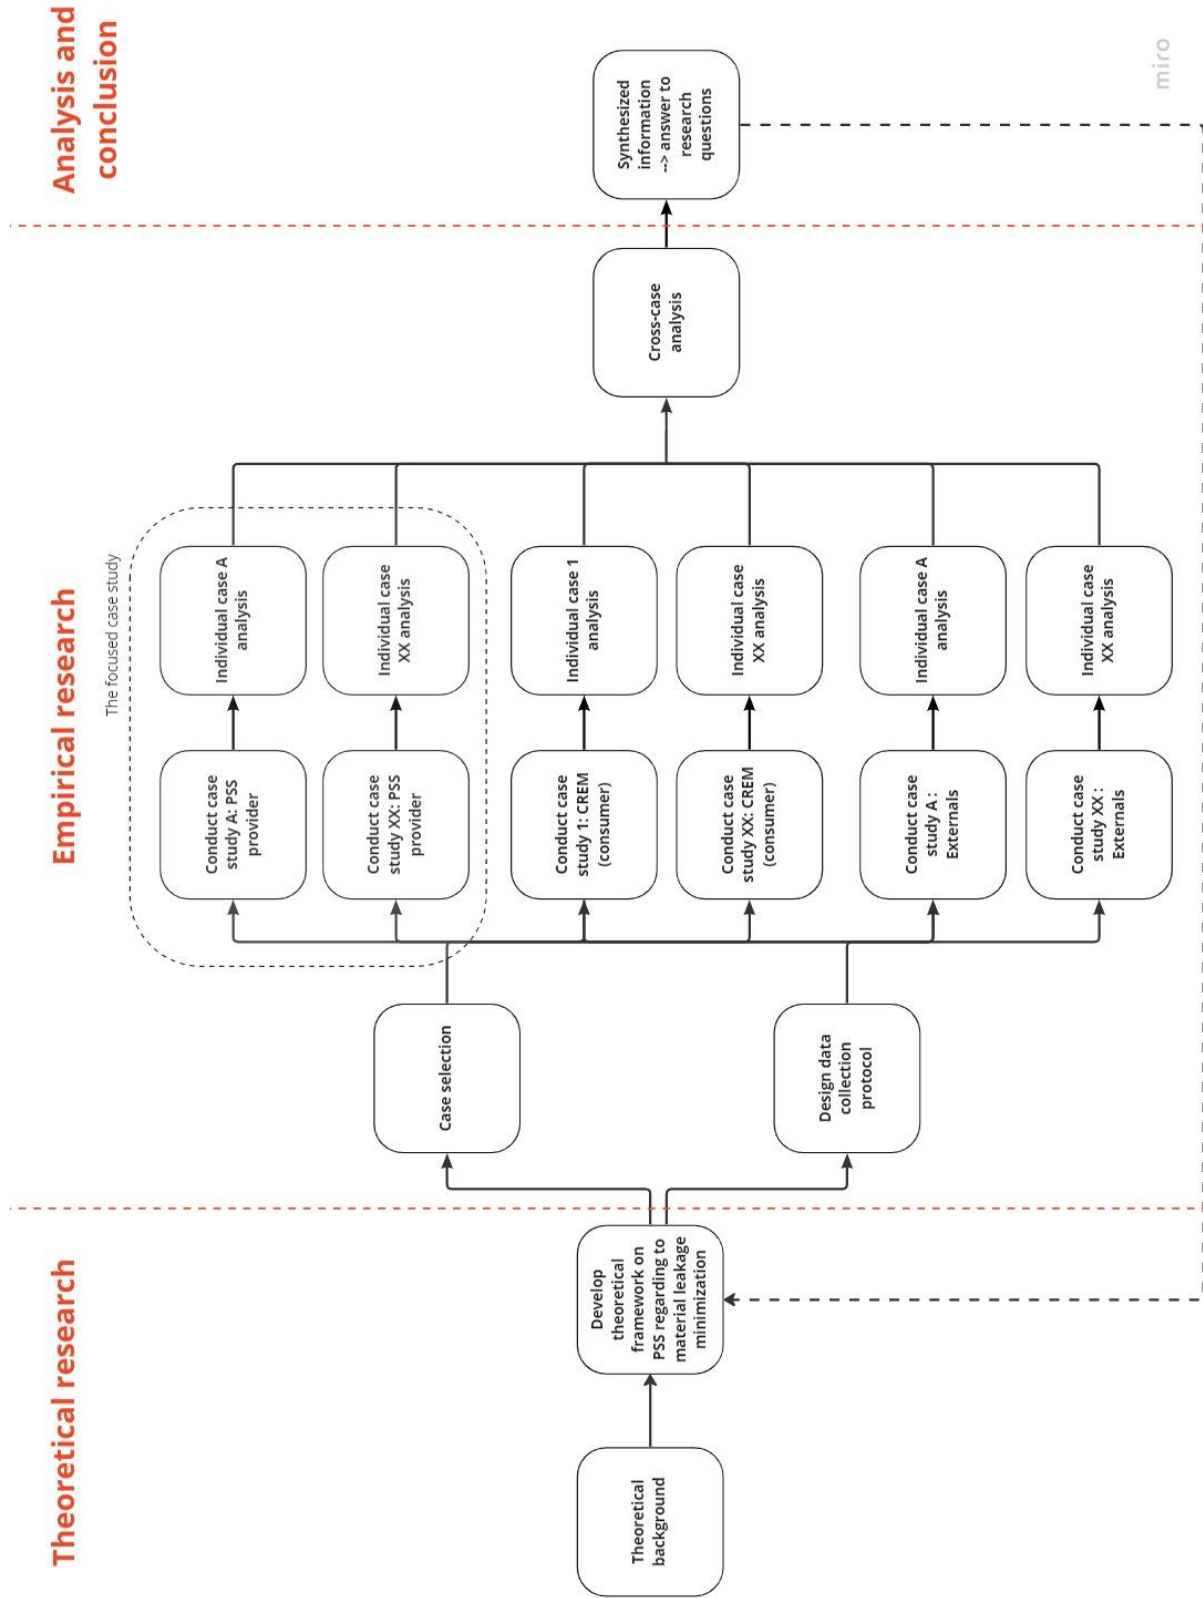 Theoretical research
Empirical research
Analysis and
conclusion
The focused case study
Theoretical
background
Develop
theoretical
framework on
PSS regarding to
material leakage
minimization
Case selection
Design data
collection
protocol
Conduct case
study A: PSS
provider
Individual case A
analysis
Conduct case
study XX: PSS
provider
Individual case
XX analysis
Conduct case
study 1: CREM
(consumer)
Individual case 1
analysis
Conduct case
study XX: CREM
(consumer)
Individual case
XX analysis
Conduct case
study A :
Externals
Individual case A
analysis
Conduct case
study XX :
Externals
Individual case
XX analysis
Cross-case
analysis
Synthesized
information
--> answer to
research
questions
miro